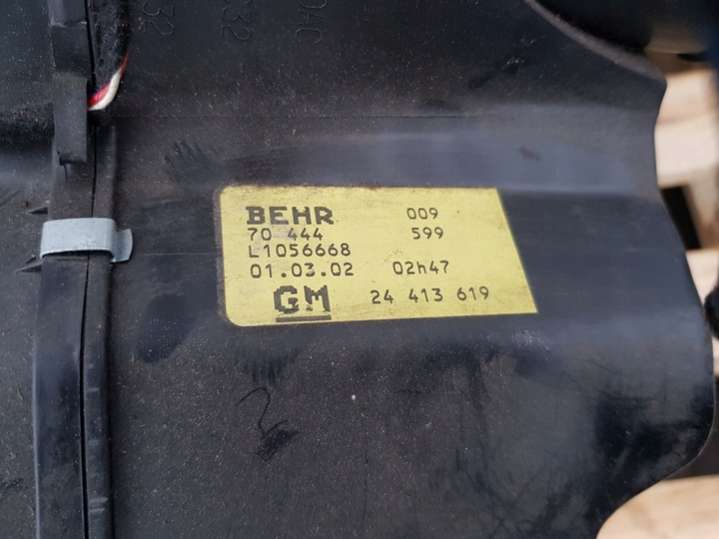 BEHR 009
70 444 599
L1056668
01.03.02 02h47
GM 24 413 619